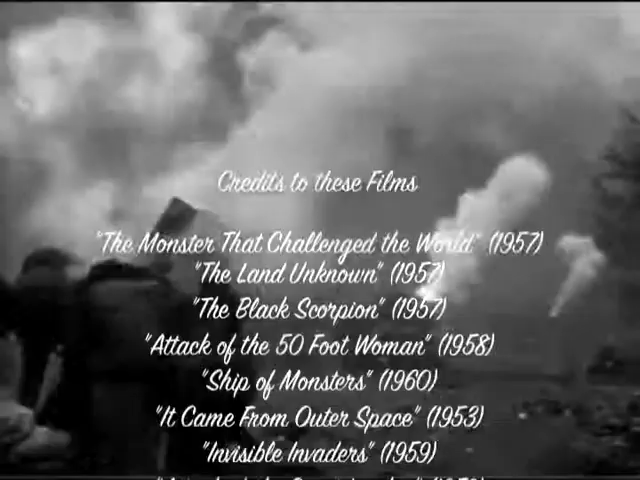 Credits to these Films
"The Monster That Challenged the World" (1957)
"The Land Unknown" (1957)
"The Black Scorpion" (1957)
"Attack of the 50 Foot Woman" (1958)
"Ship of Monsters" (1960)
"It Came From Outer Space" (1953)
"Invisible Invaders" (1959)